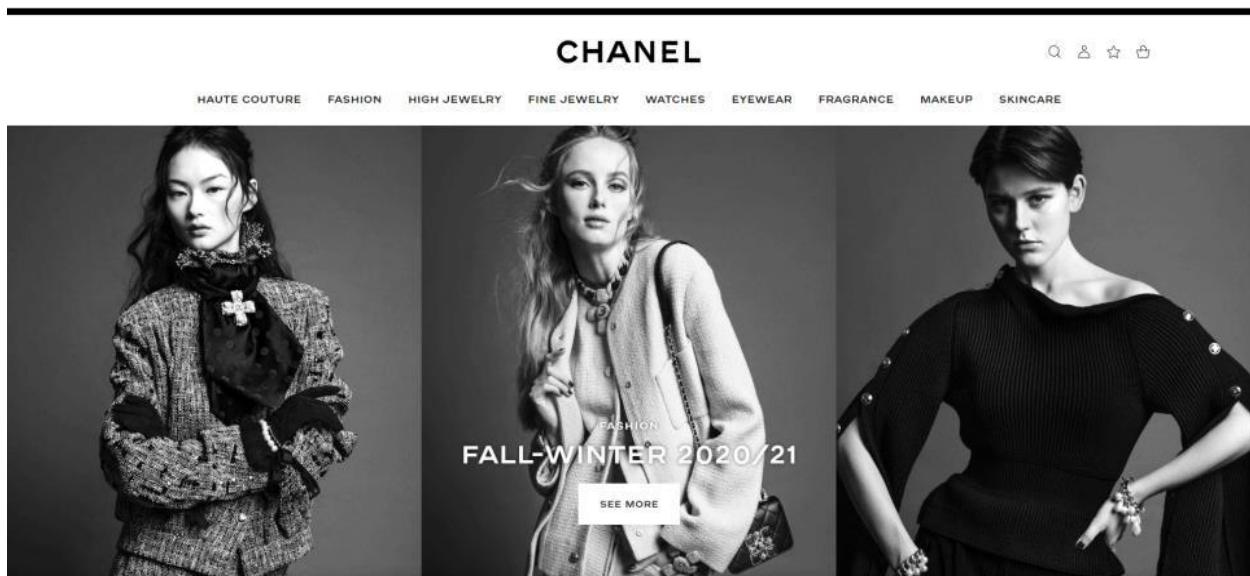 CHANEL
HAUTE COUTURE FASHION HIGH JEWELRY FINE JEWELRY WATCHES EYEWEAR FRAGRANCE MAKEUP SKINCARE
FASHION
FALL-WINTER 2020/21
SEE MORE